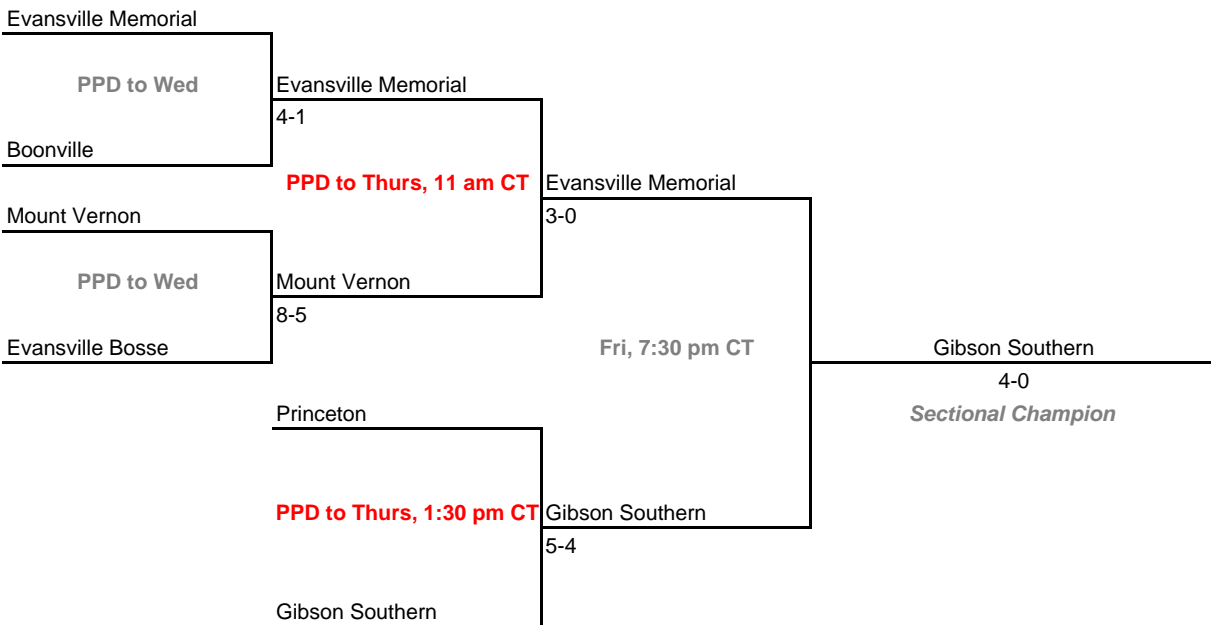 Evansville Memorial
PPD to Wed
Evansville Memorial
4-1
Boonville
PPD to Thurs, 11 am CT
Evansville Memorial
Mount Vernon
3-0
PPD to Wed
Mount Vernon
8-5
Evansville Bosse
Fri, 7:30 pm CT
Gibson Southern
4-0
Princeton
Sectional Champion
PPD to Thurs, 1:30 pm CT
Gibson Southern
5-4
Gibson Southern